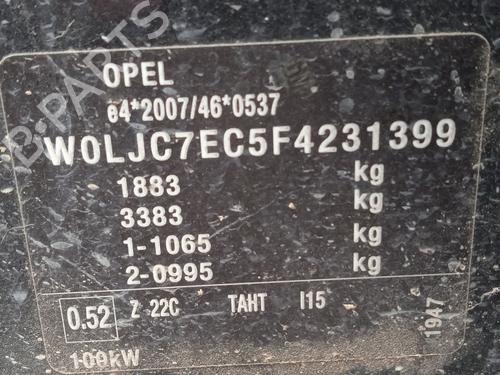 OPEL
e4*2007/46*0537
W0LJC7EC5F4231399
1883 kg
3383 kg
1-1065 kg
2-0995 kg
0.52 Z 22C TAHT I15
100kW
1947
B-PARTS